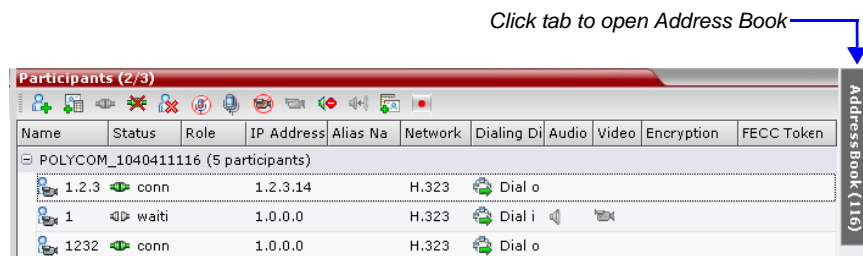 Click tab to open Address Book
Participants (2/3)
Name Status Role IP Address Alias Na Network Dialing Di Audio Video Encryption FECC Token
POLYCOM_1040411116 (5 participants)
1.2.3 conn 1.2.3.14 H.323 Dial o
1 waiti 1.0.0.0 H.323 Dial i
1232 conn 1.0.0.0 H.323 Dial o
Address Book (116)